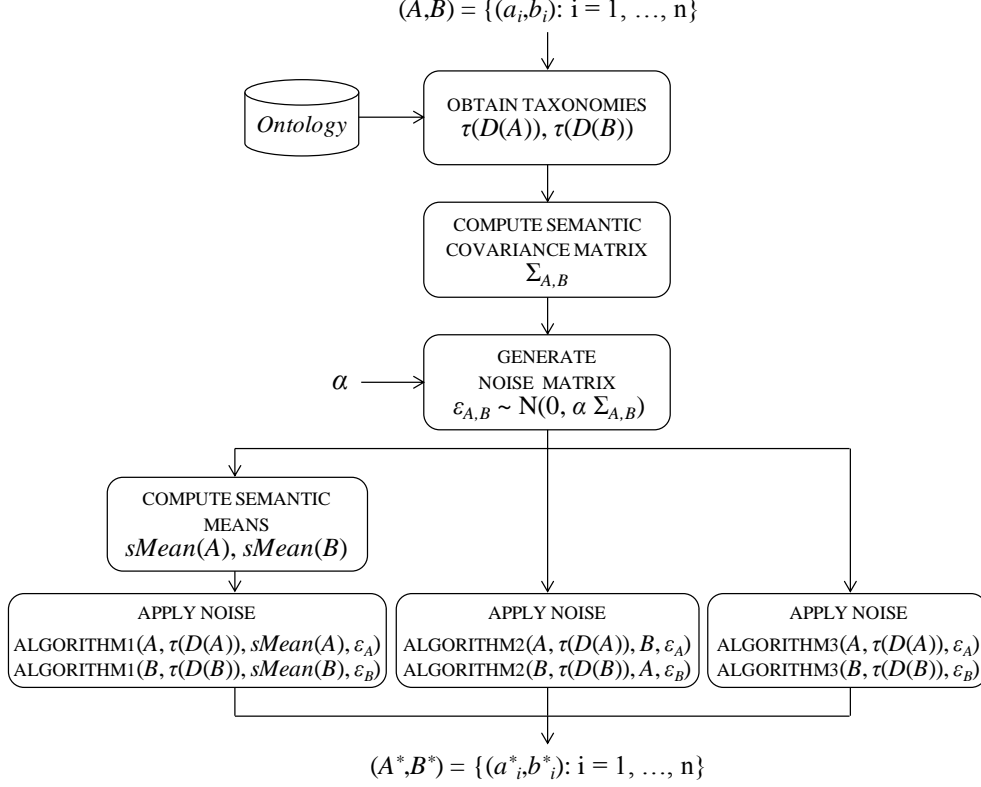 (A,B) = {(a_i,b_i): i = 1, …, n}
OBTAIN TAXONOMIES
τ(D(A)), τ(D(B))
Ontology
COMPUTE SEMANTIC
COVARIANCE MATRIX
Σ_{A,B}
GENERATE
NOISE MATRIX
ε_{A,B} ~ N(0, α Σ_{A,B})
α
COMPUTE SEMANTIC
MEANS
sMean(A), sMean(B)
APPLY NOISE
ALGORITHM1(A, τ(D(A)), sMean(A), ε_A)
ALGORITHM1(B, τ(D(B)), sMean(B), ε_B)
APPLY NOISE
ALGORITHM2(A, τ(D(A)), B, ε_A)
ALGORITHM2(B, τ(D(B)), A, ε_B)
APPLY NOISE
ALGORITHM3(A, τ(D(A)), ε_A)
ALGORITHM3(B, τ(D(B)), ε_B)
(A*,B*) = {(a*_i,b*_i): i = 1, …, n}